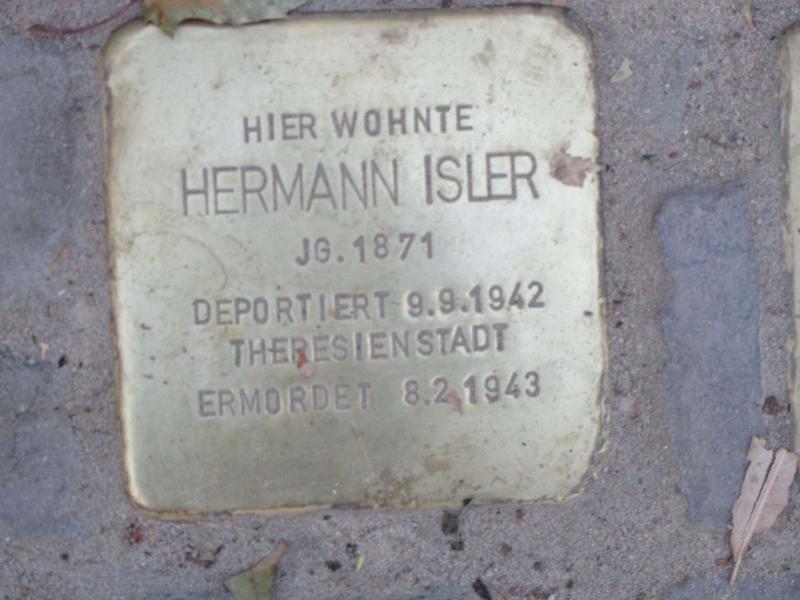 HIER WOHNTE
HERMANN ISLER
JG. 1871
DEPORTIERT 9.9.1942
THERESIENSTADT
ERMORDET 8.2.1943